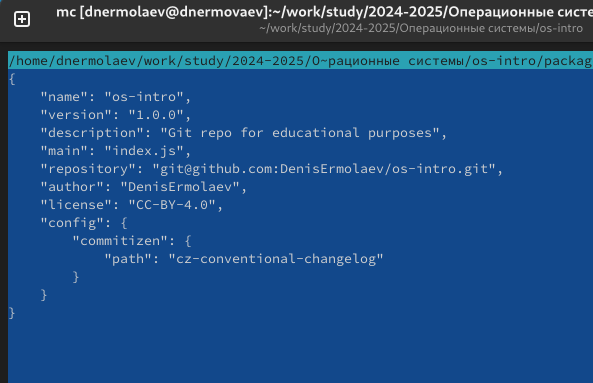 mc [dnermolaev@dnermovaev]:~/work/study/2024-2025/Операционные систе
~/work/study/2024-2025/Операционные системы/os-intro
/home/dnermolaev/work/study/2024-2025/О~рационные системы/os-intro/packag
{
    "name": "os-intro",
    "version": "1.0.0",
    "description": "Git repo for educational purposes",
    "main": "index.js",
    "repository": "git@github.com:DenisErmolaev/os-intro.git",
    "author": "DenisErmolaev",
    "license": "CC-BY-4.0",
    "config": {
        "commitizen": {
            "path": "cz-conventional-changelog"
        }
    }
}